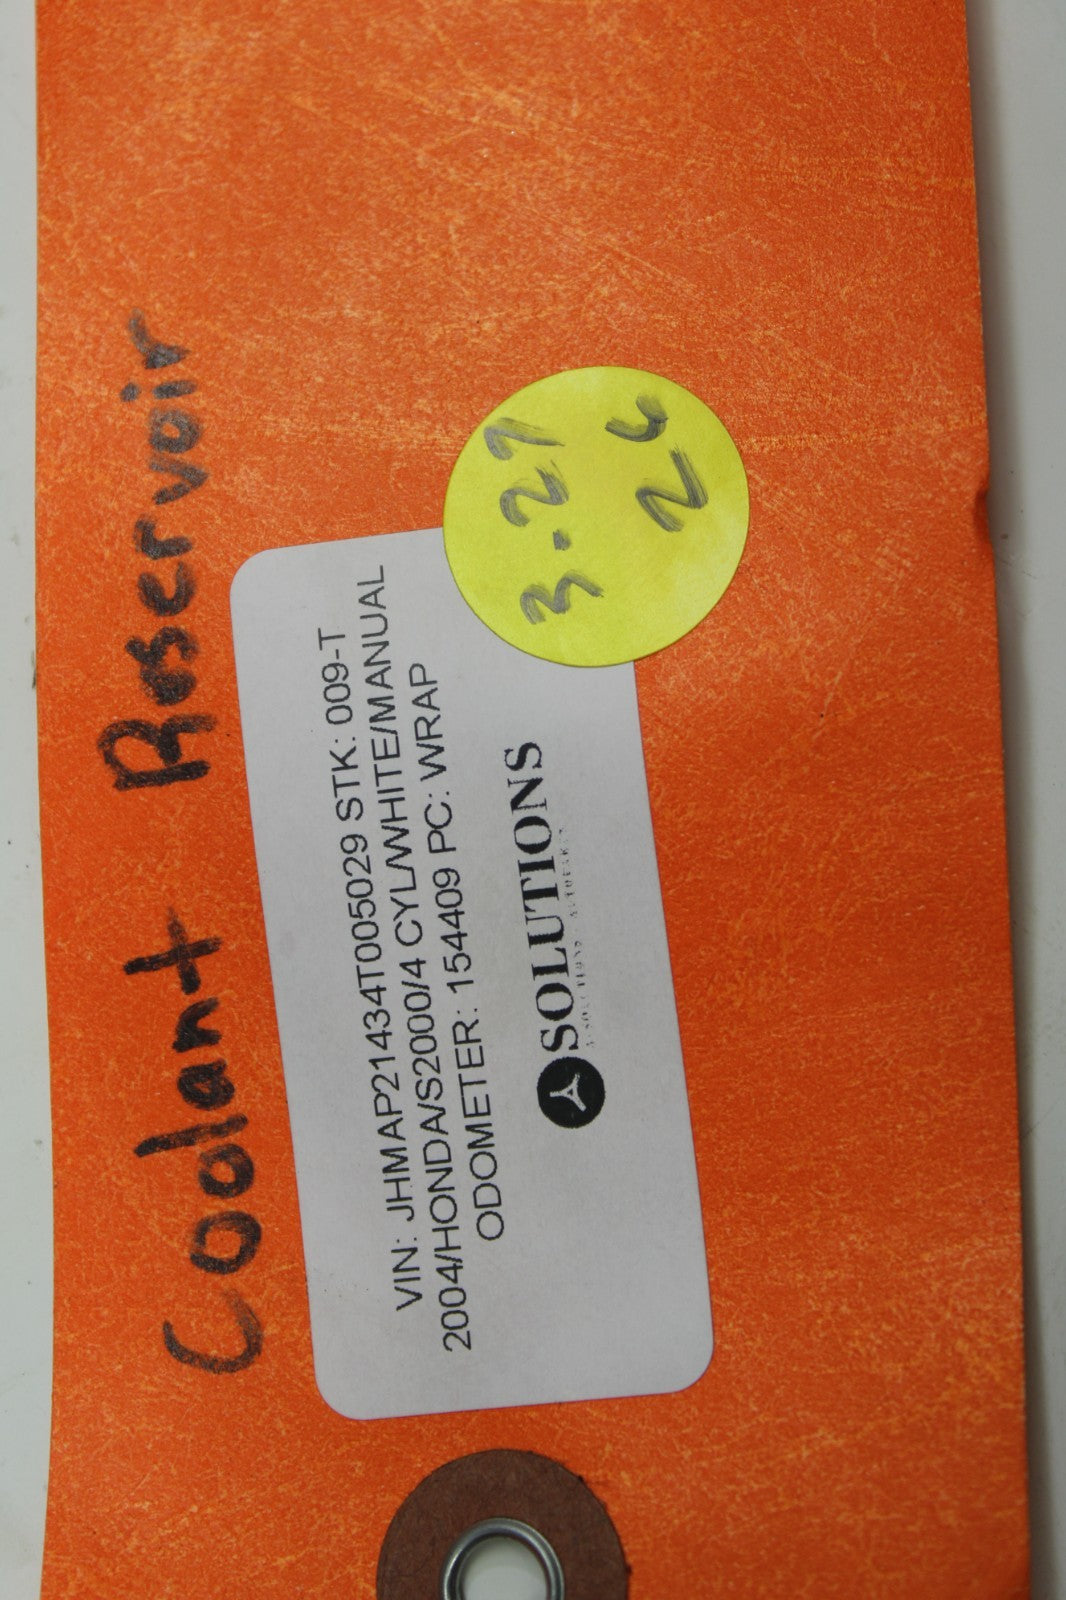 Coolant Reservoir
VIN: JHMAP21434T005029 STK: 009-T
2004/HONDA/S2000/4 CYL/WHITE/MANUAL
ODOMETER: 154409 PC: WRAP
SOLUTIONS
3.27